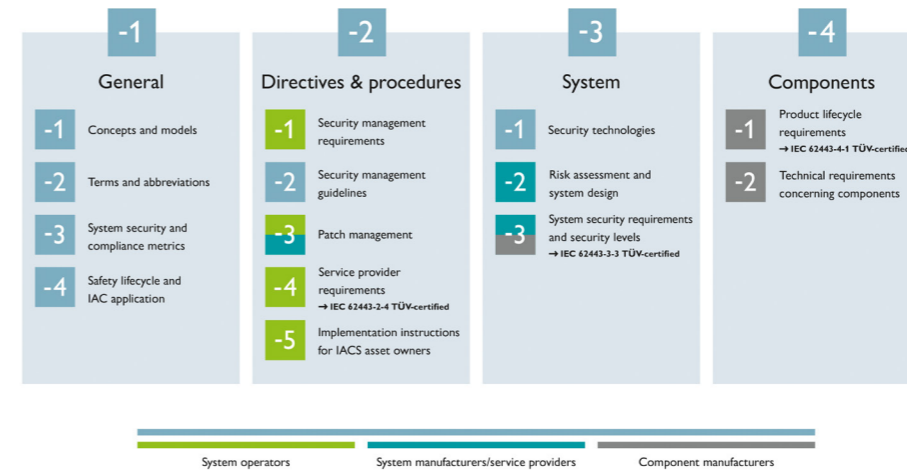 -1
General
-1
Concepts and models
-2
Terms and abbreviations
-3
System security and
compliance metrics
-4
Safety lifecycle and
IAC application
-2
Directives & procedures
-1
Security management
requirements
-2
Security management
guidelines
-3
Patch management
-4
Service provider
requirements
→ IEC 62443-2-4 TÜV-certified
-5
Implementation instructions
for IACS asset owners
-3
System
-1
Security technologies
-2
Risk assessment and
system design
-3
System security requirements
and security levels
→ IEC 62443-3-3 TÜV-certified
-4
Components
-1
Product lifecycle
requirements
→ IEC 62443-4-1 TÜV-certified
-2
Technical requirements
concerning components
System operators
System manufacturers/service providers
Component manufacturers